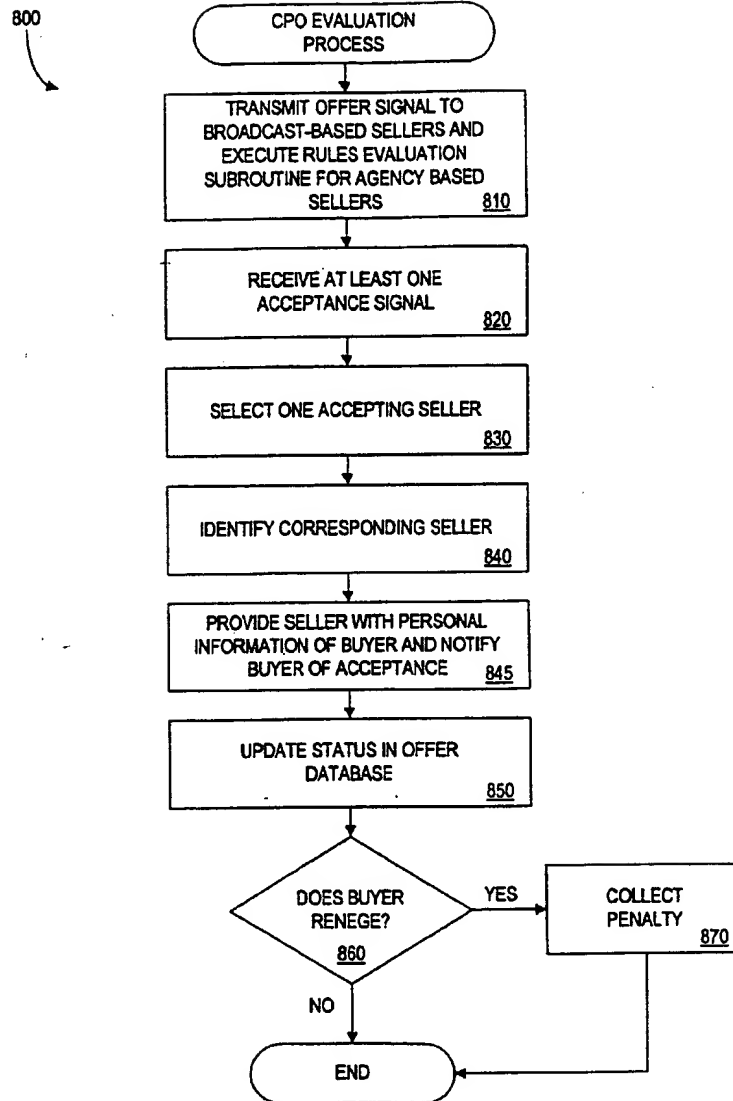 800
CPO EVALUATION
PROCESS
TRANSMIT OFFER SIGNAL TO
BROADCAST-BASED SELLERS AND
EXECUTE RULES EVALUATION
SUBROUTINE FOR AGENCY BASED
SELLERS
810
RECEIVE AT LEAST ONE
ACCEPTANCE SIGNAL
820
SELECT ONE ACCEPTING SELLER
830
IDENTIFY CORRESPONDING SELLER
840
PROVIDE SELLER WITH PERSONAL
INFORMATION OF BUYER AND NOTIFY
BUYER OF ACCEPTANCE
845
UPDATE STATUS IN OFFER
DATABASE
850
DOES BUYER
RENEGE?
860
YES
COLLECT
PENALTY
870
NO
END